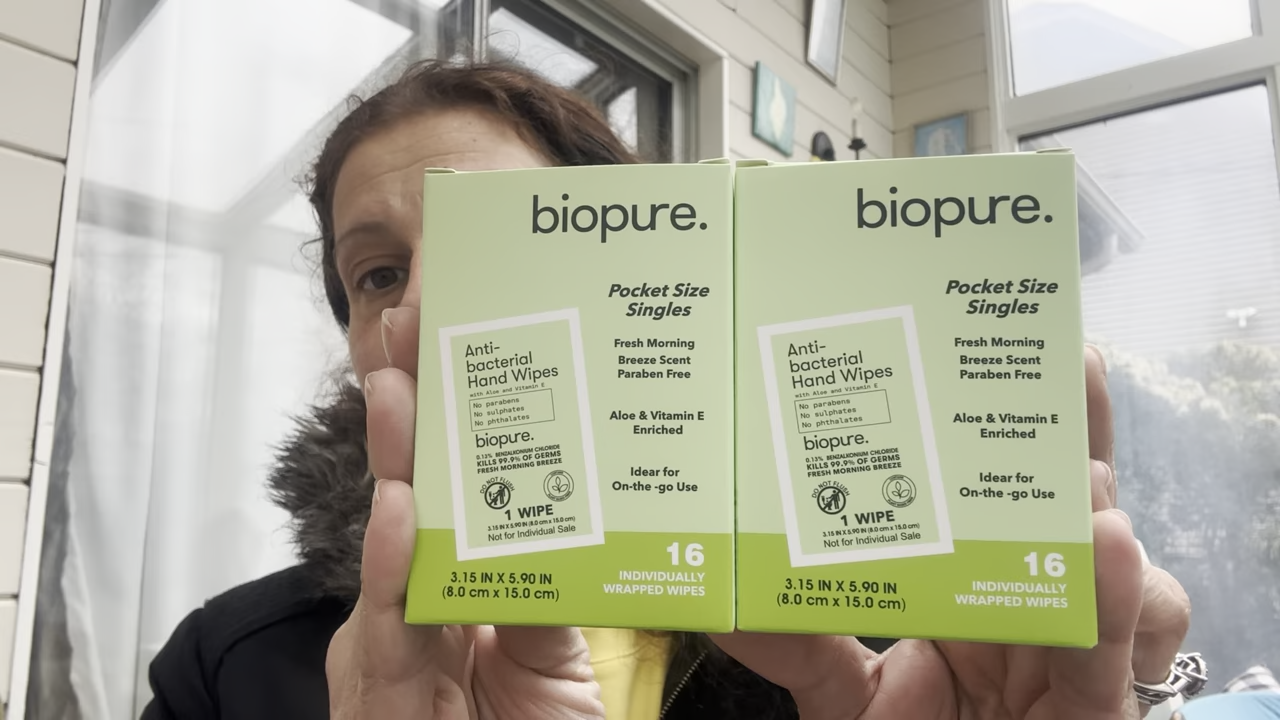 biopure.
Pocket Size
Singles
Fresh Morning
Breeze Scent
Paraben Free
Aloe & Vitamin E
Enriched
Idear for
On-the -go Use
Anti-
bacterial
Hand Wipes
with Aloe and Vitamin E
No parabens
No sulphates
No phthalates
biopure.
0.13% BENZALKONIUM CHLORIDE
KILLS 99.9% OF GERMS
FRESH MORNING BREEZE
DO NOT FLUSH
1 WIPE
3.15 IN X 5.90 IN (8.0 cm x 15.0 cm)
Not for Individual Sale
3.15 IN X 5.90 IN
(8.0 cm x 15.0 cm)
16
INDIVIDUALLY
WRAPPED WIPES
biopure.
Pocket Size
Singles
Fresh Morning
Breeze Scent
Paraben Free
Aloe & Vitamin E
Enriched
Idear for
On-the -go Use
Anti-
bacterial
Hand Wipes
with Aloe and Vitamin E
No parabens
No sulphates
No phthalates
biopure.
0.13% BENZALKONIUM CHLORIDE
KILLS 99.9% OF GERMS
FRESH MORNING BREEZE
DO NOT FLUSH
1 WIPE
3.15 IN X 5.90 IN (8.0 cm x 15.0 cm)
Not for Individual Sale
3.15 IN X 5.90 IN
(8.0 cm x 15.0 cm)
16
INDIVIDUALLY
WRAPPED WIPES